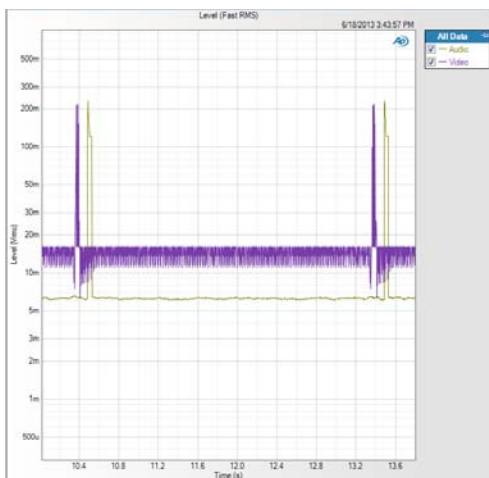 Level (Fast RMS)
6/18/2013 3:43:57 PM
AP
All Data
Audio
Video
500m
300m
200m
100m
50m
30m
20m
10m
5m
3m
2m
1m
500u
Level (Vrms)
10.4 10.8 11.2 11.6 12.0 12.4 12.8 13.2 13.6
Time (s)